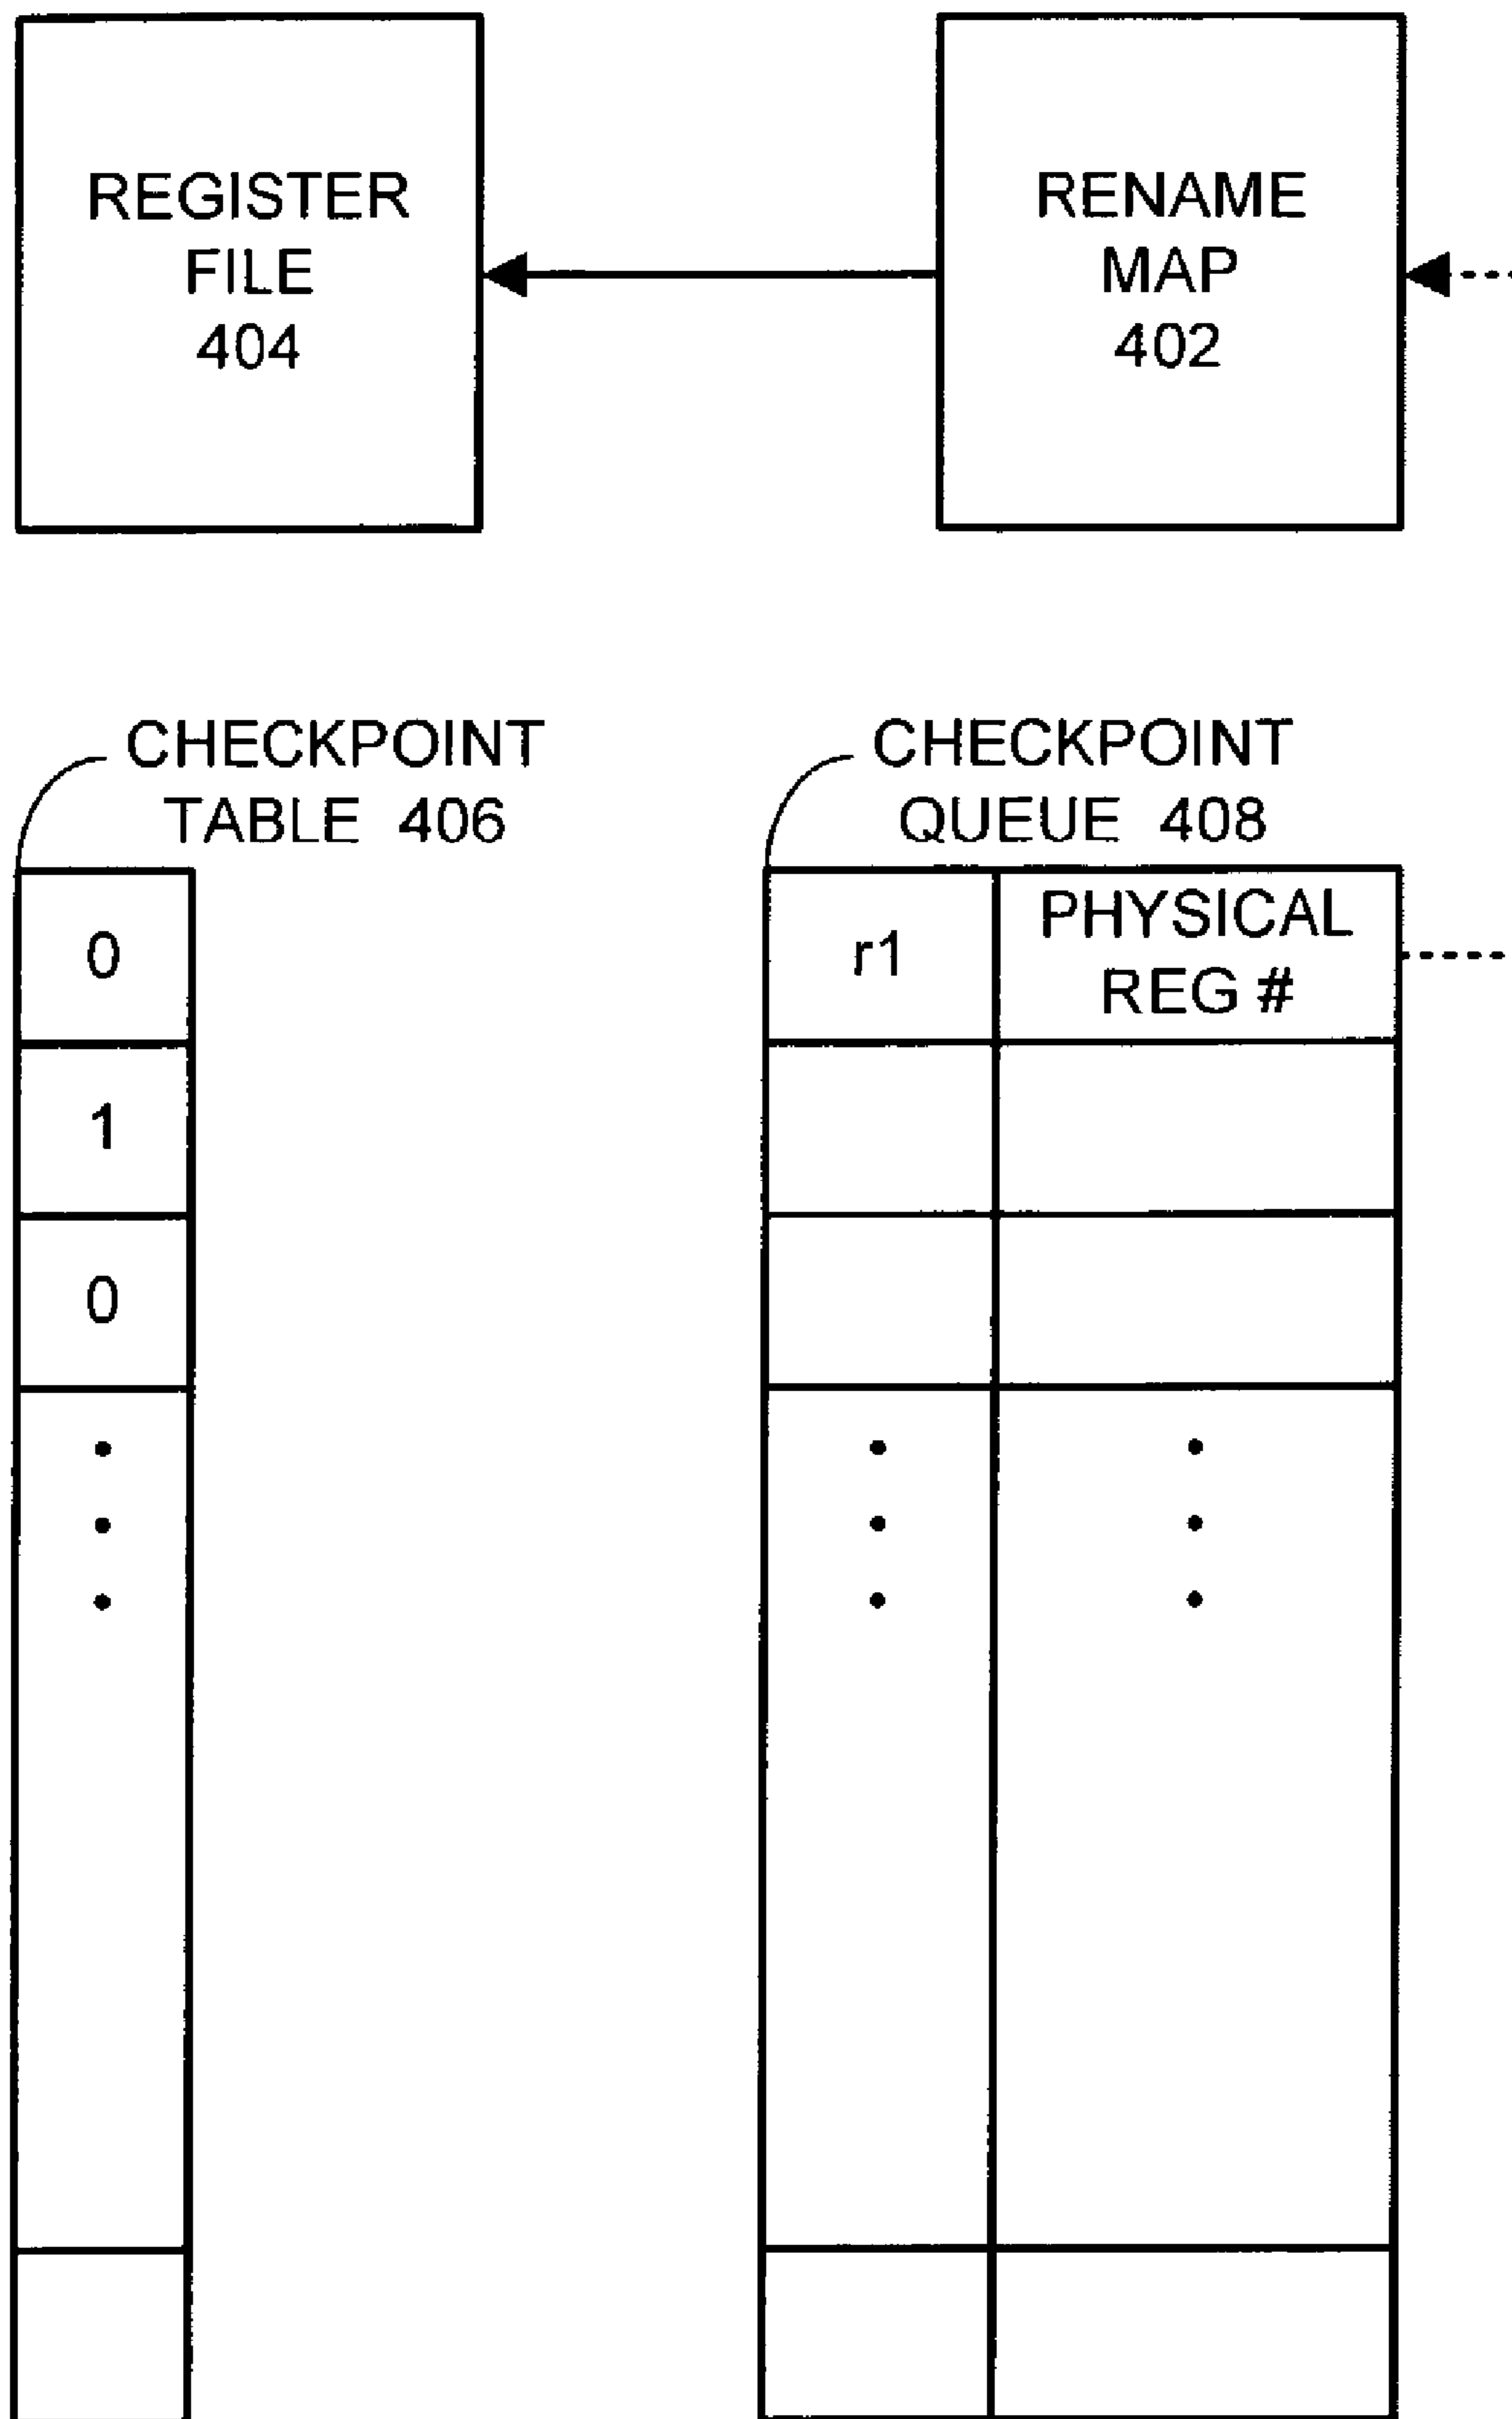 REGISTER
FILE
404
RENAME
MAP
402
CHECKPOINT
TABLE 406
CHECKPOINT
QUEUE 408
0
1
0
r1
PHYSICAL
REG #